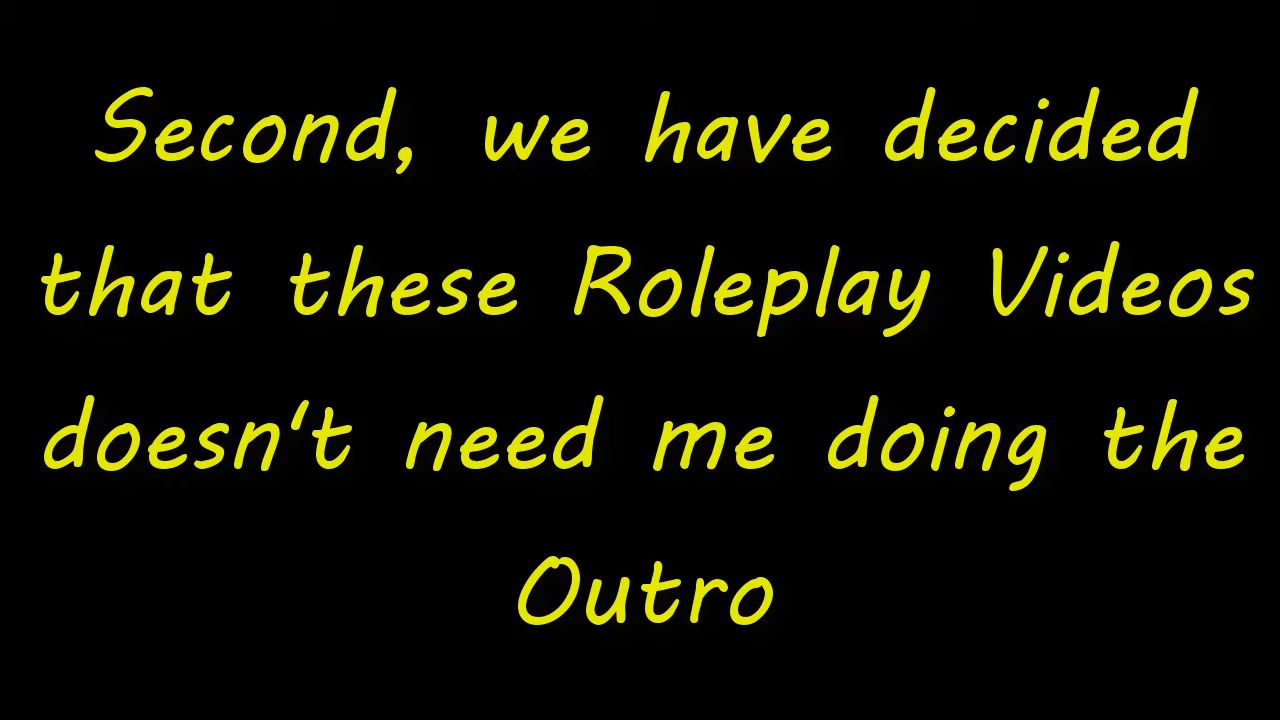 Second, we have decided
that these Roleplay Videos
doesn't need me doing the
Outro